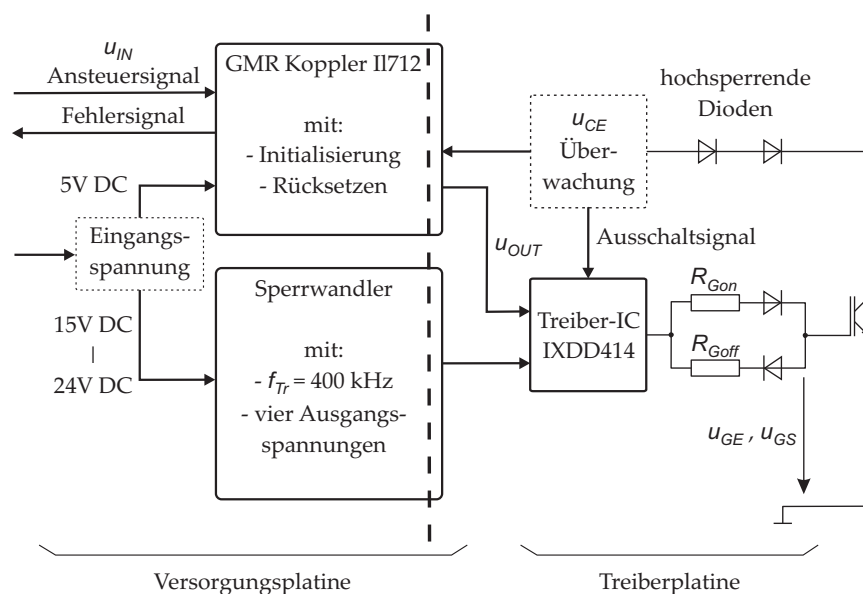 u_IN
Ansteuersignal
Fehlersignal
5V DC
Eingangs-
spannung
15V DC
|
24V DC
GMR Koppler Il712
mit:
- Initialisierung
- Rücksetzen
Sperrwandler
mit:
- f_Tr = 400 kHz
- vier Ausgangs-
spannungen
u_CE
Über-
wachung
hochsperrende
Dioden
u_OUT
Ausschaltsignal
Treiber-IC
IXDD414
R_Gon
R_Goff
u_GE , u_GS
Versorgungsplatine
Treiberplatine